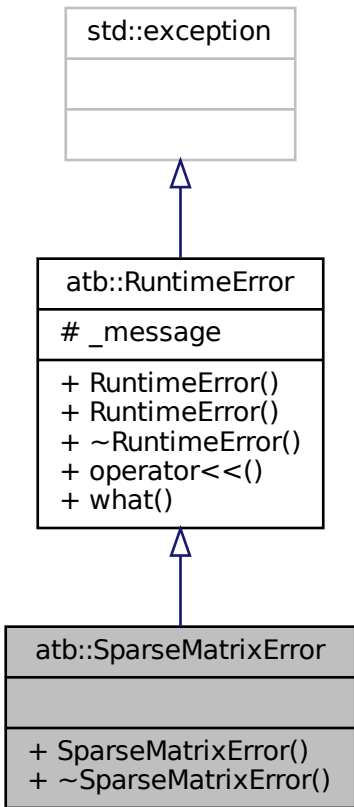 std::exception
atb::RuntimeError
# _message
+ RuntimeError()
+ RuntimeError()
+ ~RuntimeError()
+ operator<<()
+ what()
atb::SparseMatrixError
+ SparseMatrixError()
+ ~SparseMatrixError()